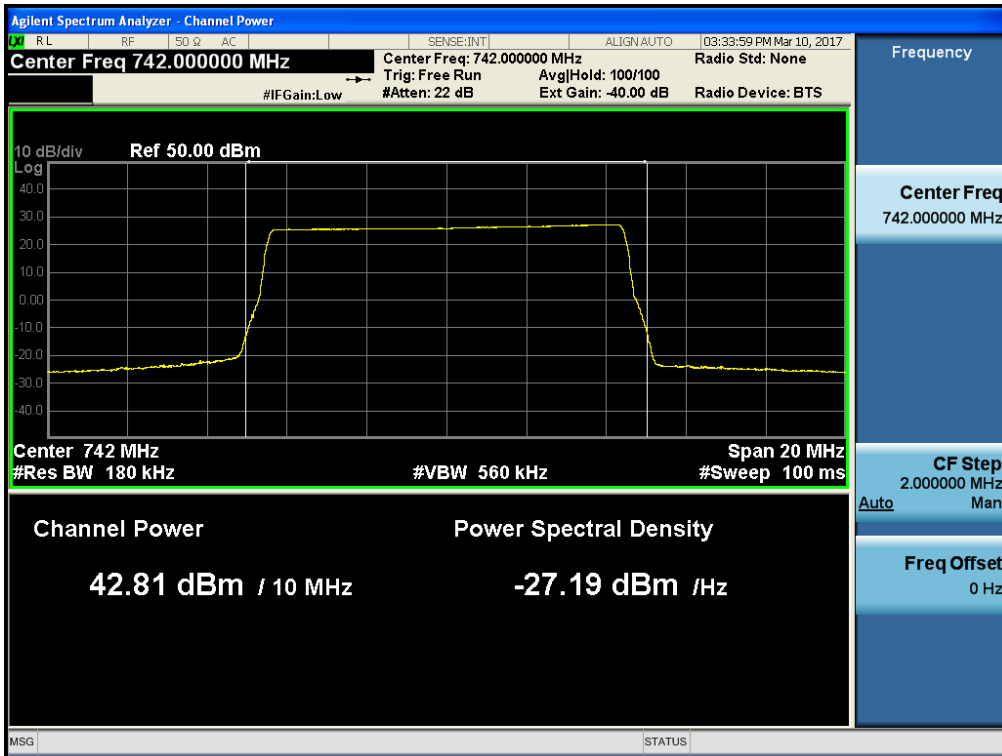 Agilent Spectrum Analyzer - Channel Power
LXI RL RF 50 Ω AC SENSE:INT ALIGN AUTO 03:33:59 PM Mar 10, 2017
Center Freq 742.000000 MHz
Center Freq: 742.000000 MHz Radio Std: None
Trig: Free Run Avg|Hold: 100/100
#IFGain:Low #Atten: 22 dB Ext Gain: -40.00 dB Radio Device: BTS
10 dB/div Ref 50.00 dBm
Log
40.0
30.0
20.0
10.0
0.00
-10.0
-20.0
-30.0
-40.0
Center 742 MHz Span 20 MHz
#Res BW 180 kHz #VBW 560 kHz #Sweep 100 ms
Channel Power Power Spectral Density
42.81 dBm / 10 MHz -27.19 dBm /Hz
MSG STATUS
Frequency
Center Freq
742.000000 MHz
CF Step
2.000000 MHz
Auto Man
Freq Offset
0 Hz